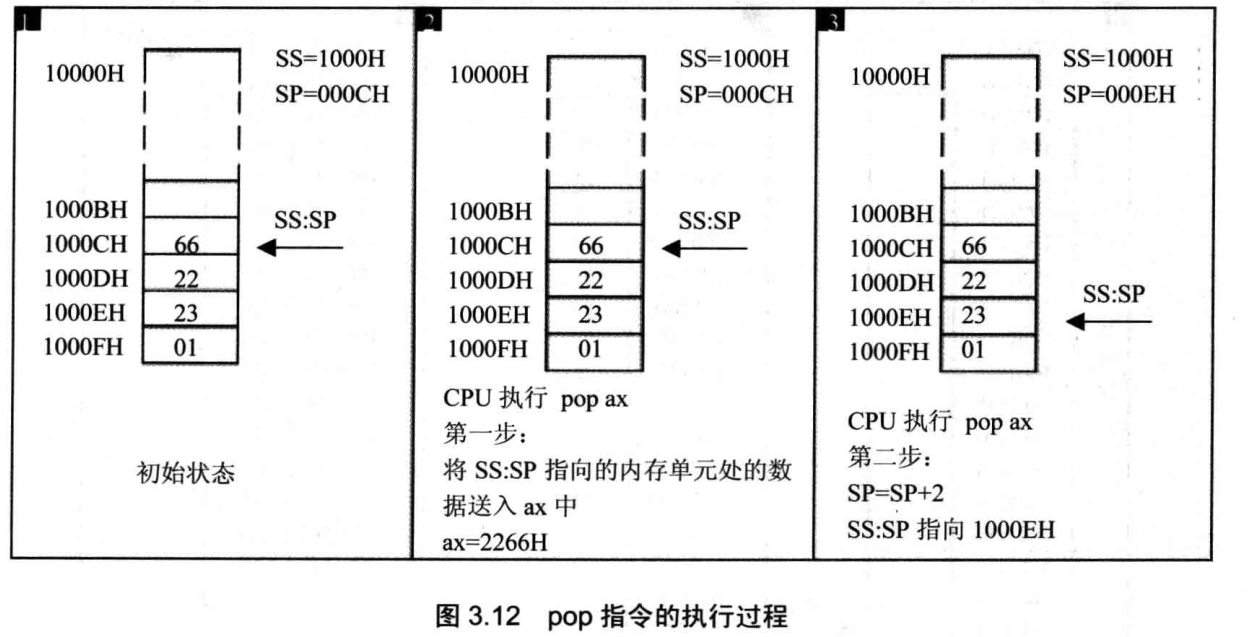 1
10000H
SS=1000H
SP=000CH
1000BH
1000CH 66
SS:SP
1000DH 22
1000EH 23
1000FH 01
初始状态
2
10000H
SS=1000H
SP=000CH
1000BH
1000CH 66
SS:SP
1000DH 22
1000EH 23
1000FH 01
CPU 执行 pop ax
第一步：
将 SS:SP 指向的内存单元处的数
据送入 ax 中
ax=2266H
3
10000H
SS=1000H
SP=000EH
1000BH
1000CH 66
1000DH 22
SS:SP
1000EH 23
1000FH 01
CPU 执行 pop ax
第二步：
SP=SP+2
SS:SP 指向 1000EH
图 3.12 pop 指令的执行过程